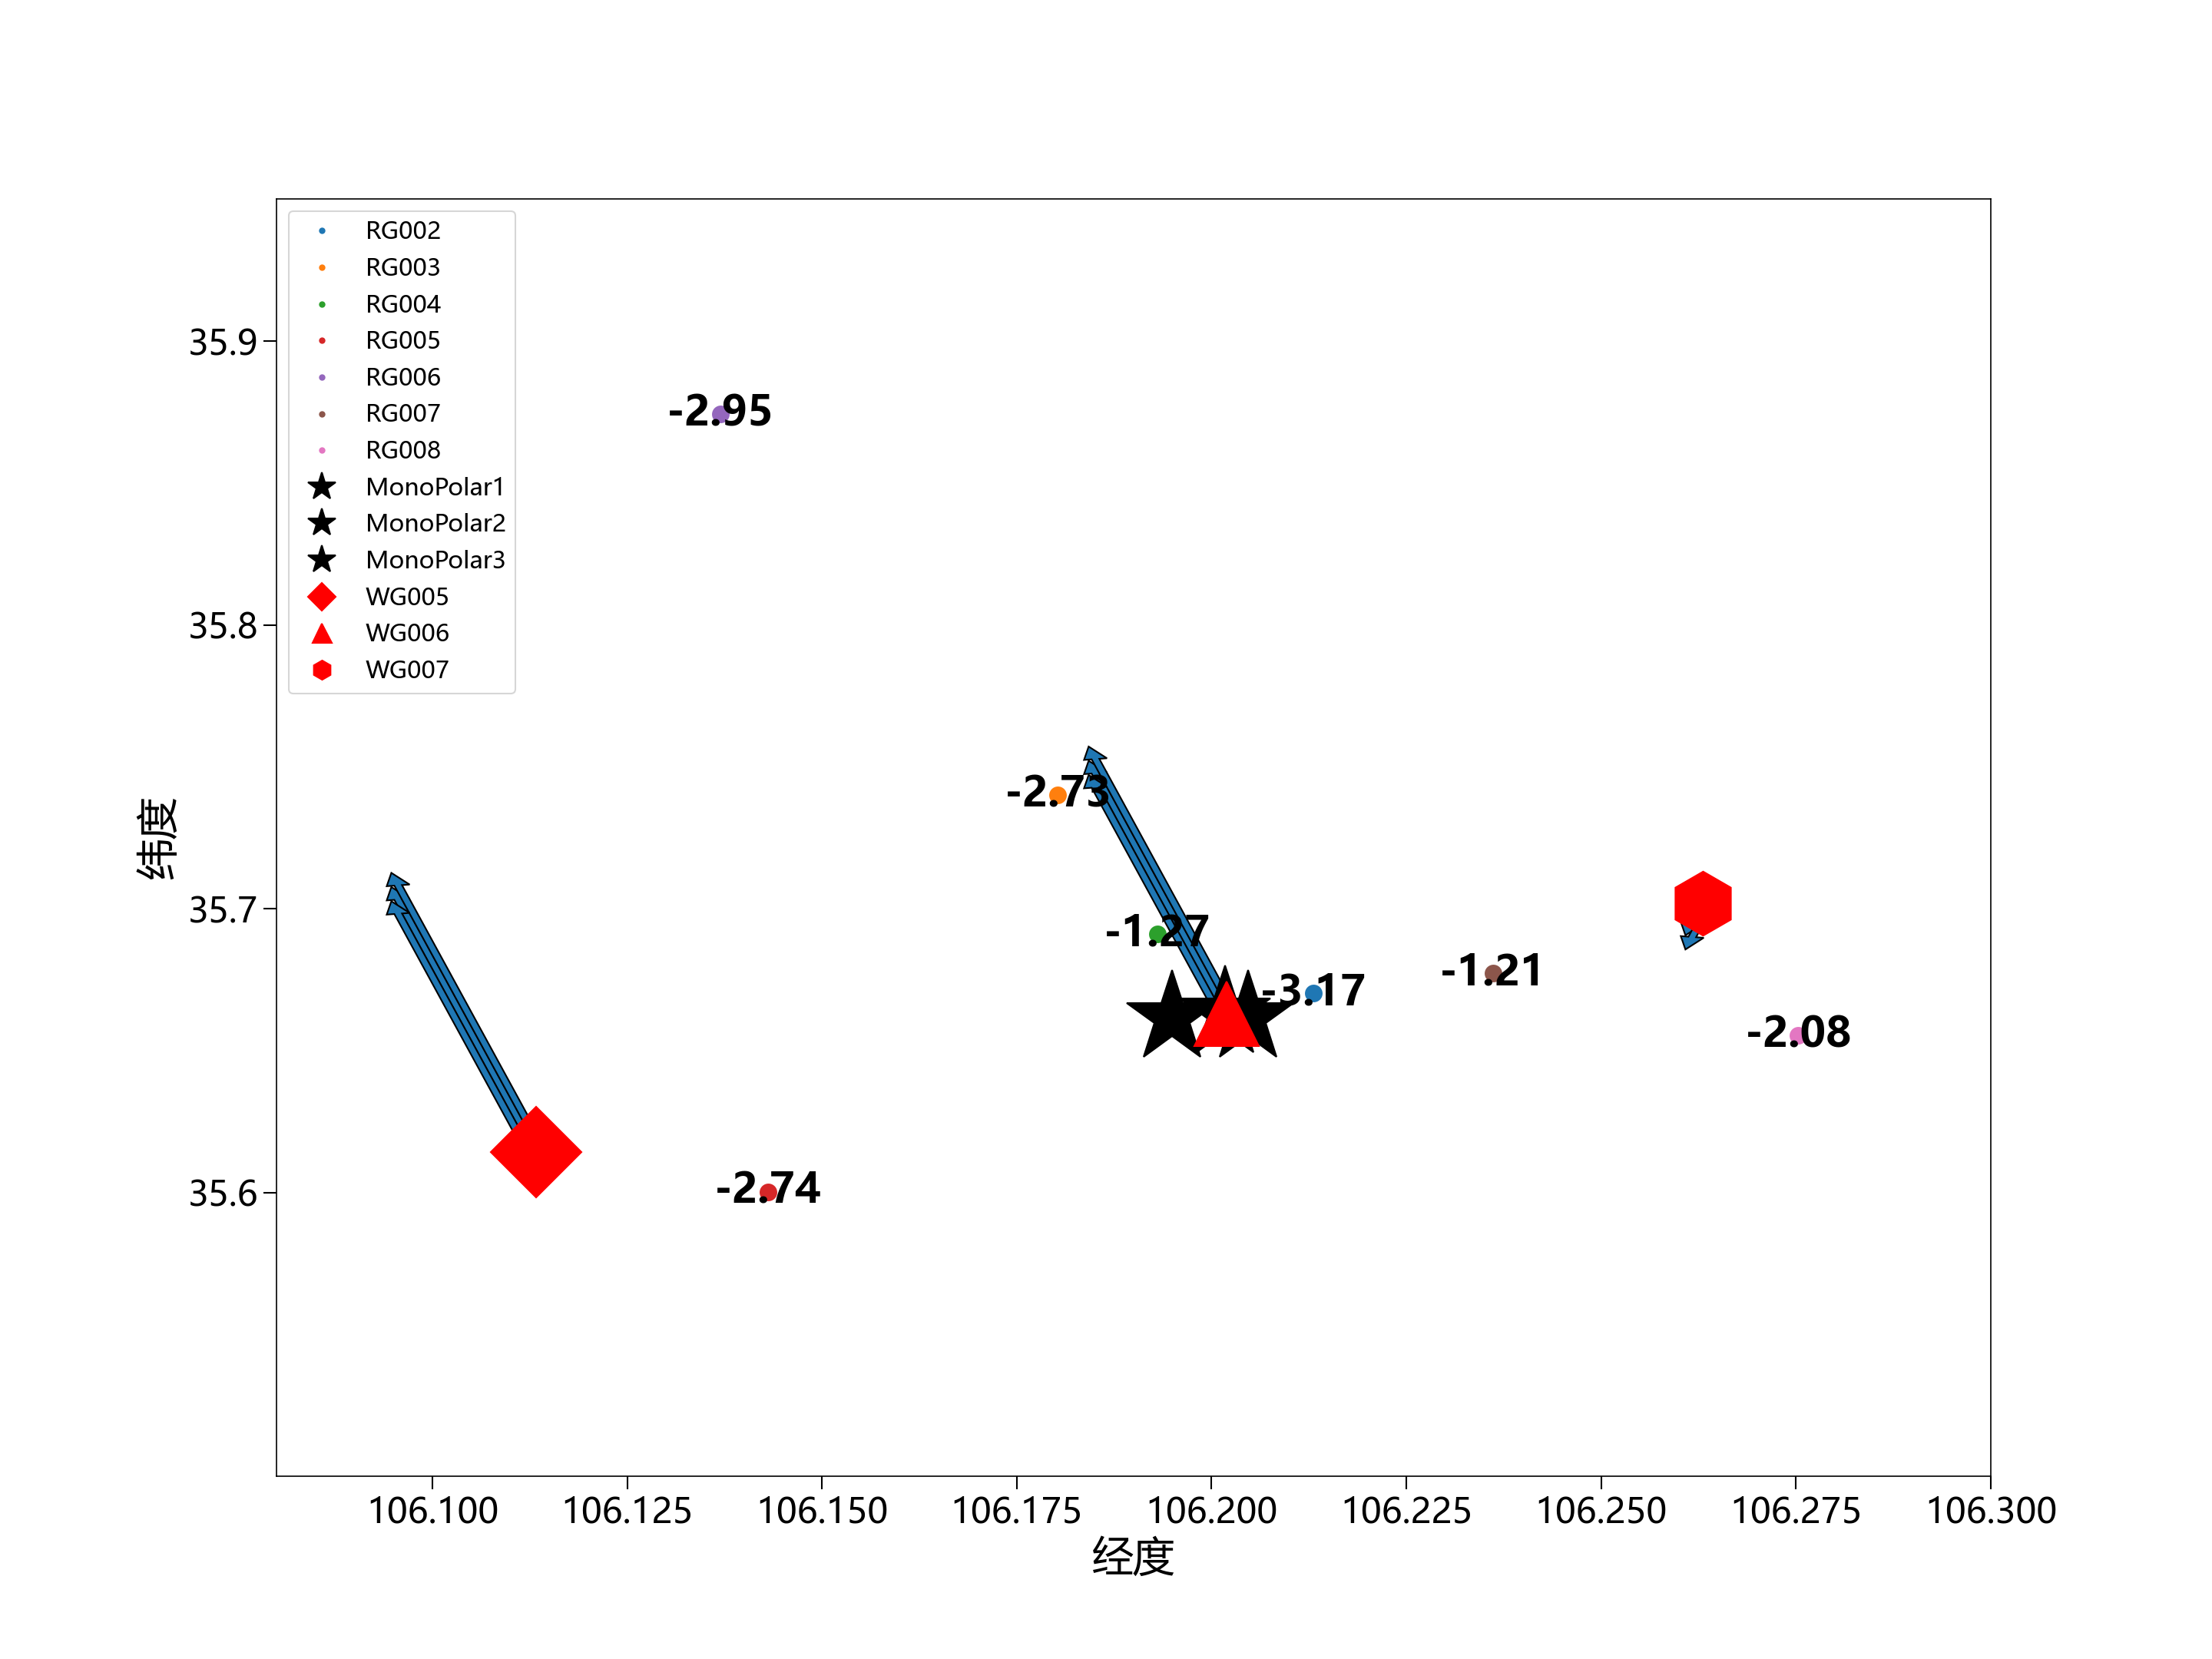 RG002
RG003
RG004
RG005
RG006
RG007
RG008
MonoPolar1
MonoPolar2
MonoPolar3
WG005
WG006
WG007
35.9
35.8
35.7
35.6
纬度
-2.95
-2.73
-1.27
-3.17
-1.21
-2.08
-2.74
106.100
106.125
106.150
106.175
106.200
106.225
106.250
106.275
106.300
经度